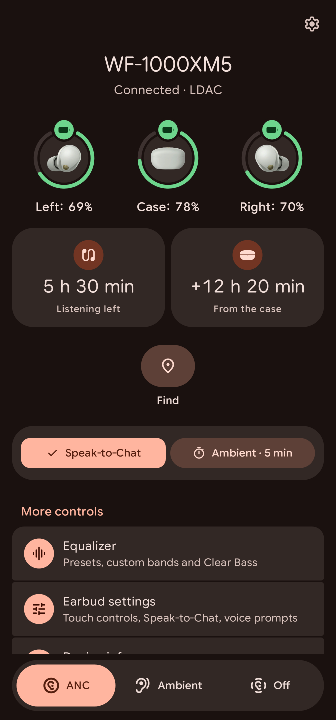 WF-1000XM5
Connected · LDAC
Left: 69%
Case: 78%
Right: 70%
5 h 30 min
Listening left
+12 h 20 min
From the case
Find
Speak-to-Chat
Ambient · 5 min
More controls
Equalizer
Presets, custom bands and Clear Bass
Earbud settings
Touch controls, Speak-to-Chat, voice prompts
ANC
Ambient
Off